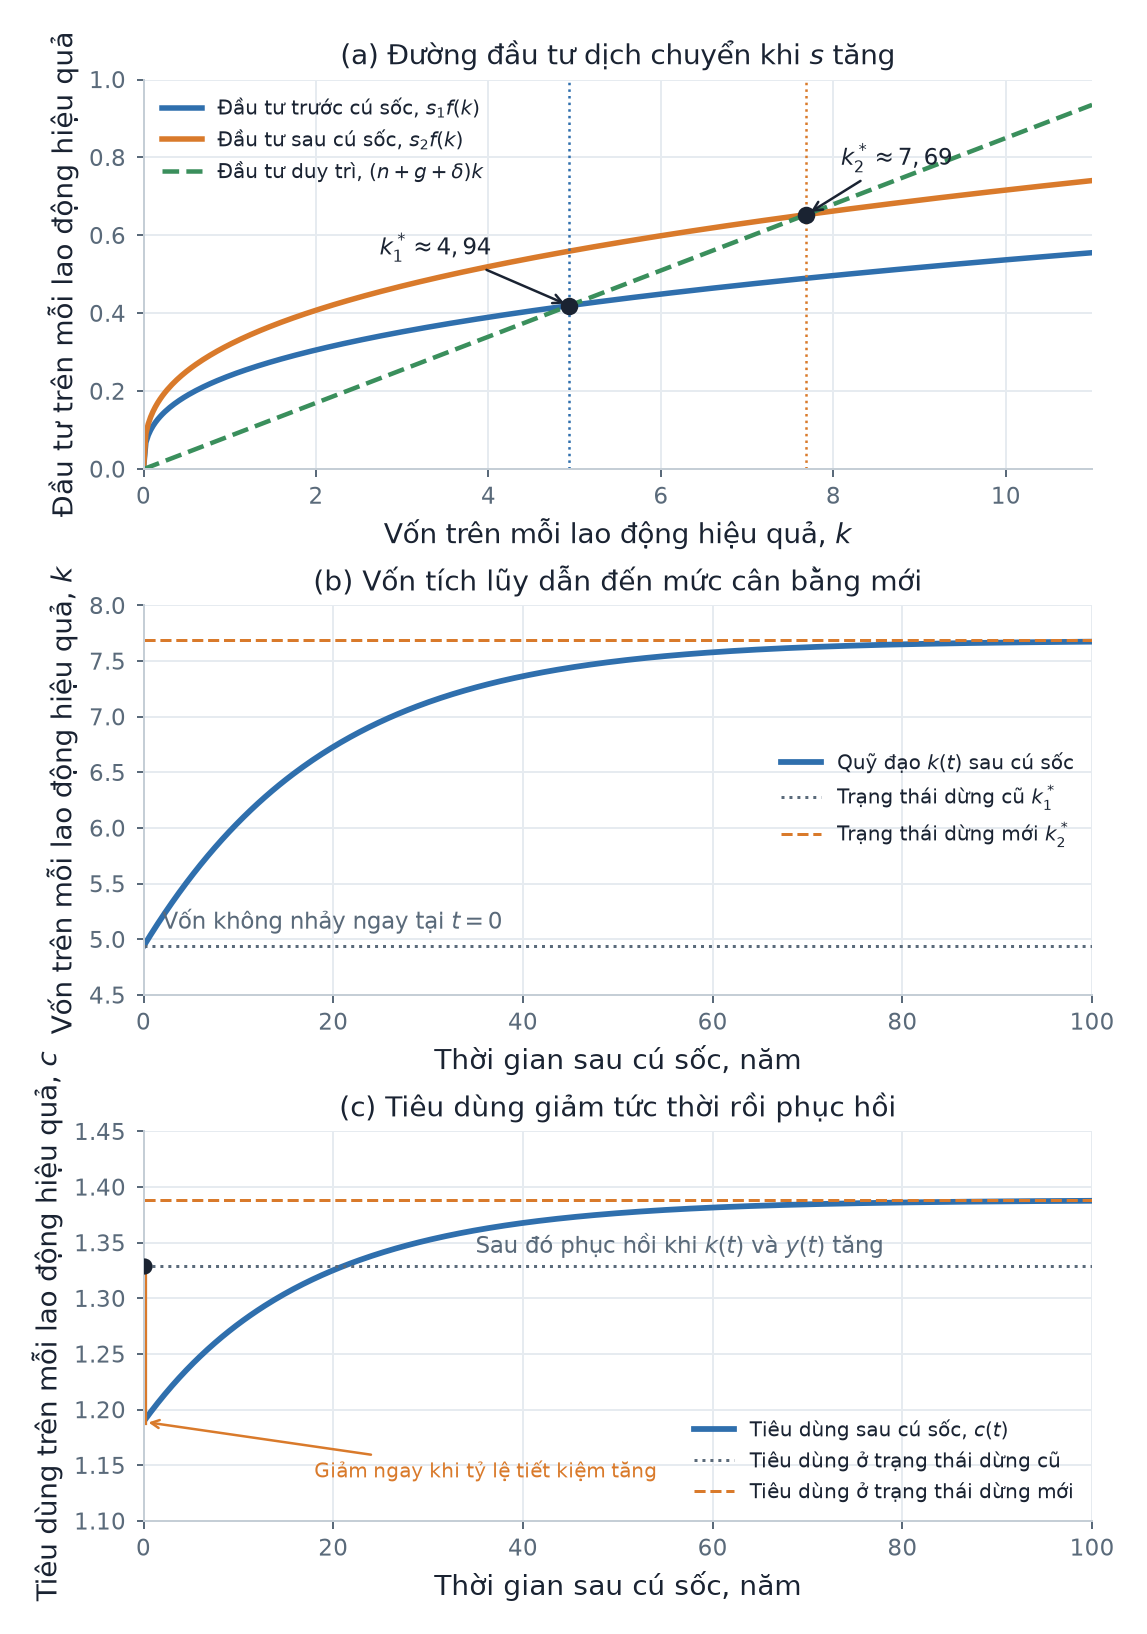 (a) Đường đầu tư dịch chuyển khi s tăng
Đầu tư trên mỗi lao động hiệu quả
1.0
0.8
0.6
0.4
0.2
0.0
Đầu tư trước cú sốc, s₁f(k)
Đầu tư sau cú sốc, s₂f(k)
Đầu tư duy trì, (n + g + δ)k
k₁* ≈ 4,94
k₂* ≈ 7,69
0 2 4 6 8 10
Vốn trên mỗi lao động hiệu quả, k
(b) Vốn tích lũy dẫn đến mức cân bằng mới
Vốn trên mỗi lao động hiệu quả, k
8.0
7.5
7.0
6.5
6.0
5.5
5.0
4.5
Quỹ đạo k(t) sau cú sốc
Trạng thái dừng cũ k₁*
Trạng thái dừng mới k₂*
Vốn không nhảy ngay tại t = 0
0 20 40 60 80 100
Thời gian sau cú sốc, năm
(c) Tiêu dùng giảm tức thời rồi phục hồi
Tiêu dùng trên mỗi lao động hiệu quả, c
1.45
1.40
1.35
1.30
1.25
1.20
1.15
1.10
Sau đó phục hồi khi k(t) và y(t) tăng
Giảm ngay khi tỷ lệ tiết kiệm tăng
Tiêu dùng sau cú sốc, c(t)
Tiêu dùng ở trạng thái dừng cũ
Tiêu dùng ở trạng thái dừng mới
0 20 40 60 80 100
Thời gian sau cú sốc, năm